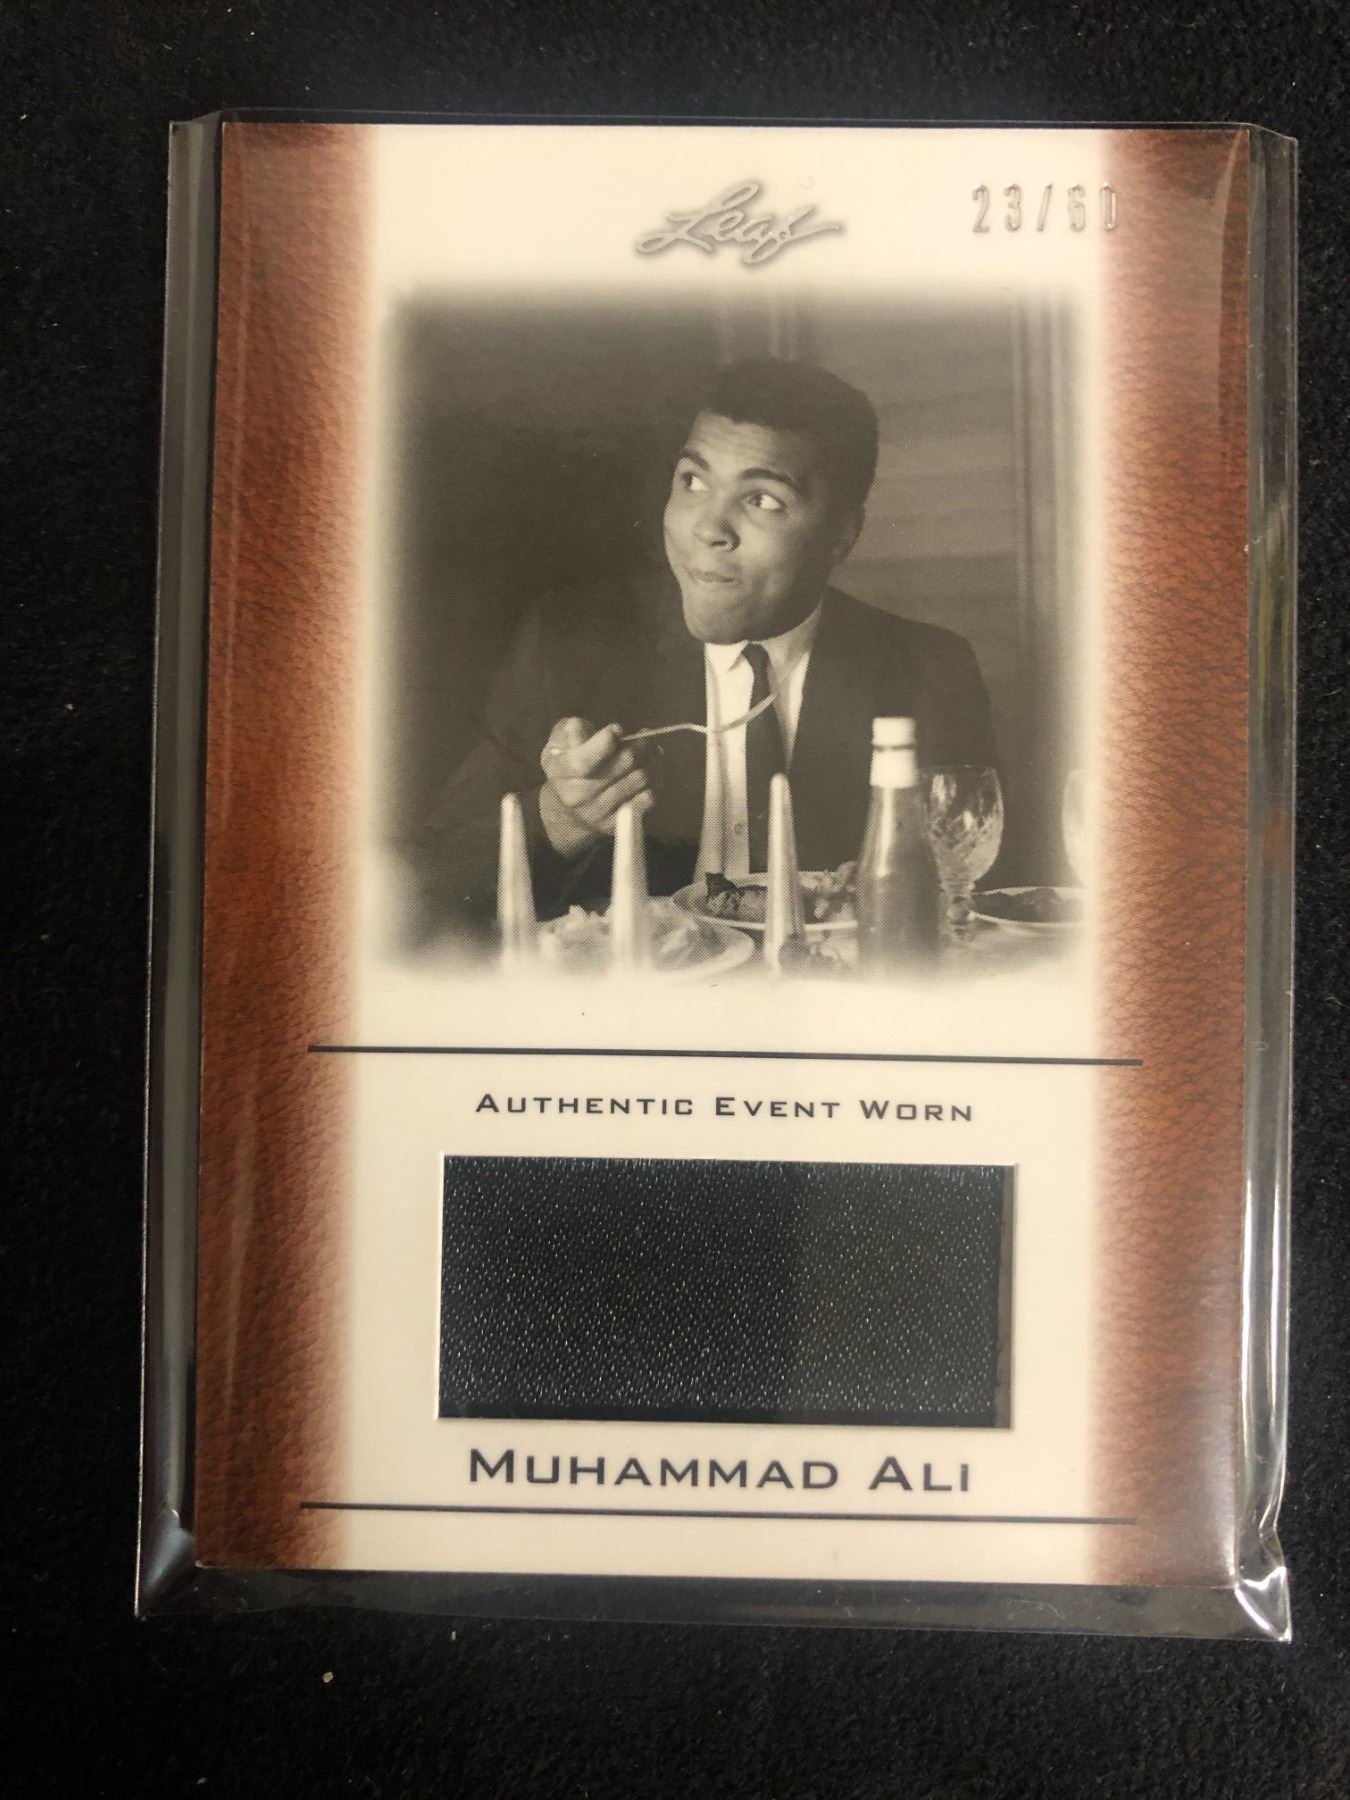 Leaf
23/60
AUTHENTIC EVENT WORN
MUHAMMAD ALI